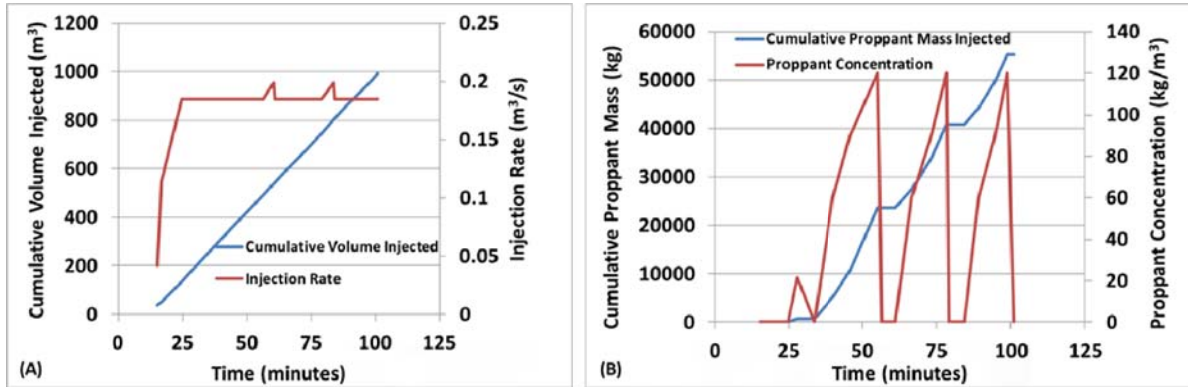 Cumulative Volume Injected (m³)
1200
1000
800
600
400
200
0
0 25 50 75 100 125
Time (minutes)
0.25
0.2
0.15
0.1
0.05
0
Injection Rate (m³/s)
Cumulative Volume Injected
Injection Rate
(A)
Cumulative Proppant Mass (kg)
60000
50000
40000
30000
20000
10000
0
0 25 50 75 100 125
Time (minutes)
140
120
100
80
60
40
20
0
Proppant Concentration (kg/m³)
Cumulative Proppant Mass Injected
Proppant Concentration
(B)